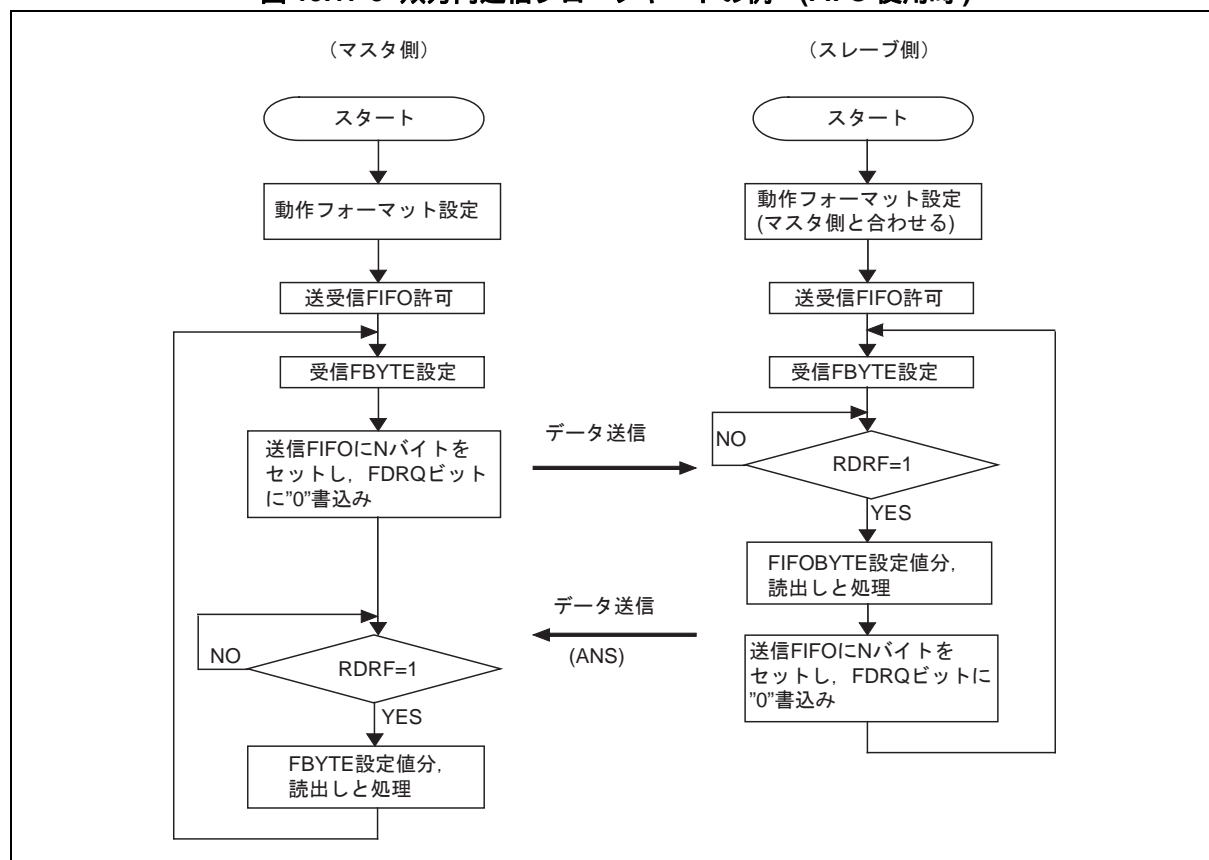 (FIFO 使用時)
(マスタ側)
スタート
動作フォーマット設定
送受信FIFO許可
受信FBYTE設定
送信FIFOにNバイトを
セットし，FDRQビット
に"0"書込み
NO
RDRF=1
YES
FBYTE設定値分，
読出しと処理
データ送信
データ送信
(ANS)
(スレーブ側)
スタート
動作フォーマット設定
(マスタ側と合わせる)
送受信FIFO許可
受信FBYTE設定
NO
RDRF=1
YES
FIFOBYTE設定値分，
読出しと処理
送信FIFOにNバイトを
セットし，FDRQビットに
"0"書込み